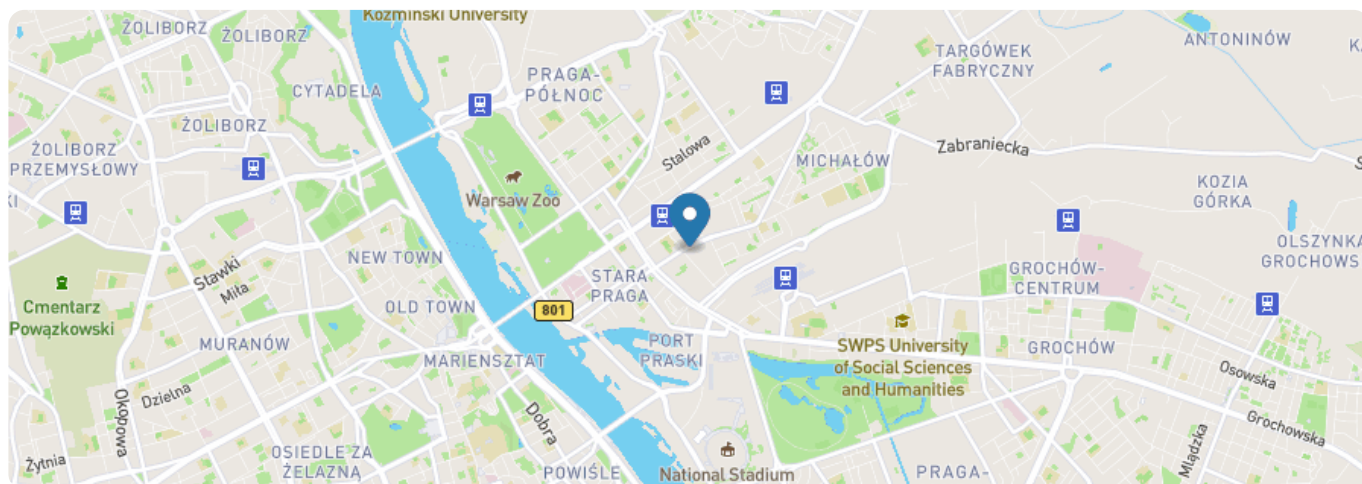 Koźmiński University
ŻOLIBORZ
ŻOLIBORZ
ANTONINÓW
TARGÓWEK
FABRYCZNY
PRAGA-
PÓŁNOC
CYTADELA
ŻOLIBORZ
Zabraniecka
ŻOLIBORZ
PRZEMYSŁOWY
Stalowa
MICHAŁÓW
KOZIA
GÓRKA
Warsaw Zoo
OLSZYNKA
GROCHOWS
NEW TOWN
Stawki
Miła
STARA
PRAGA
GROCHÓW-
CENTRUM
Cmentarz
Powązkowski
OLD TOWN
801
MURANÓW
PORT
PRASKI
SWPS University
of Social Sciences
and Humanities
GROCHÓW
MARIENSZTAT
Osowska
Dzielna
Okopowa
Dobra
Grochowska
Mlądzka
OSIEDLE ZA
ŻELAZNĄ
Żytnia
POWIŚLE
National Stadium
PRAGA-